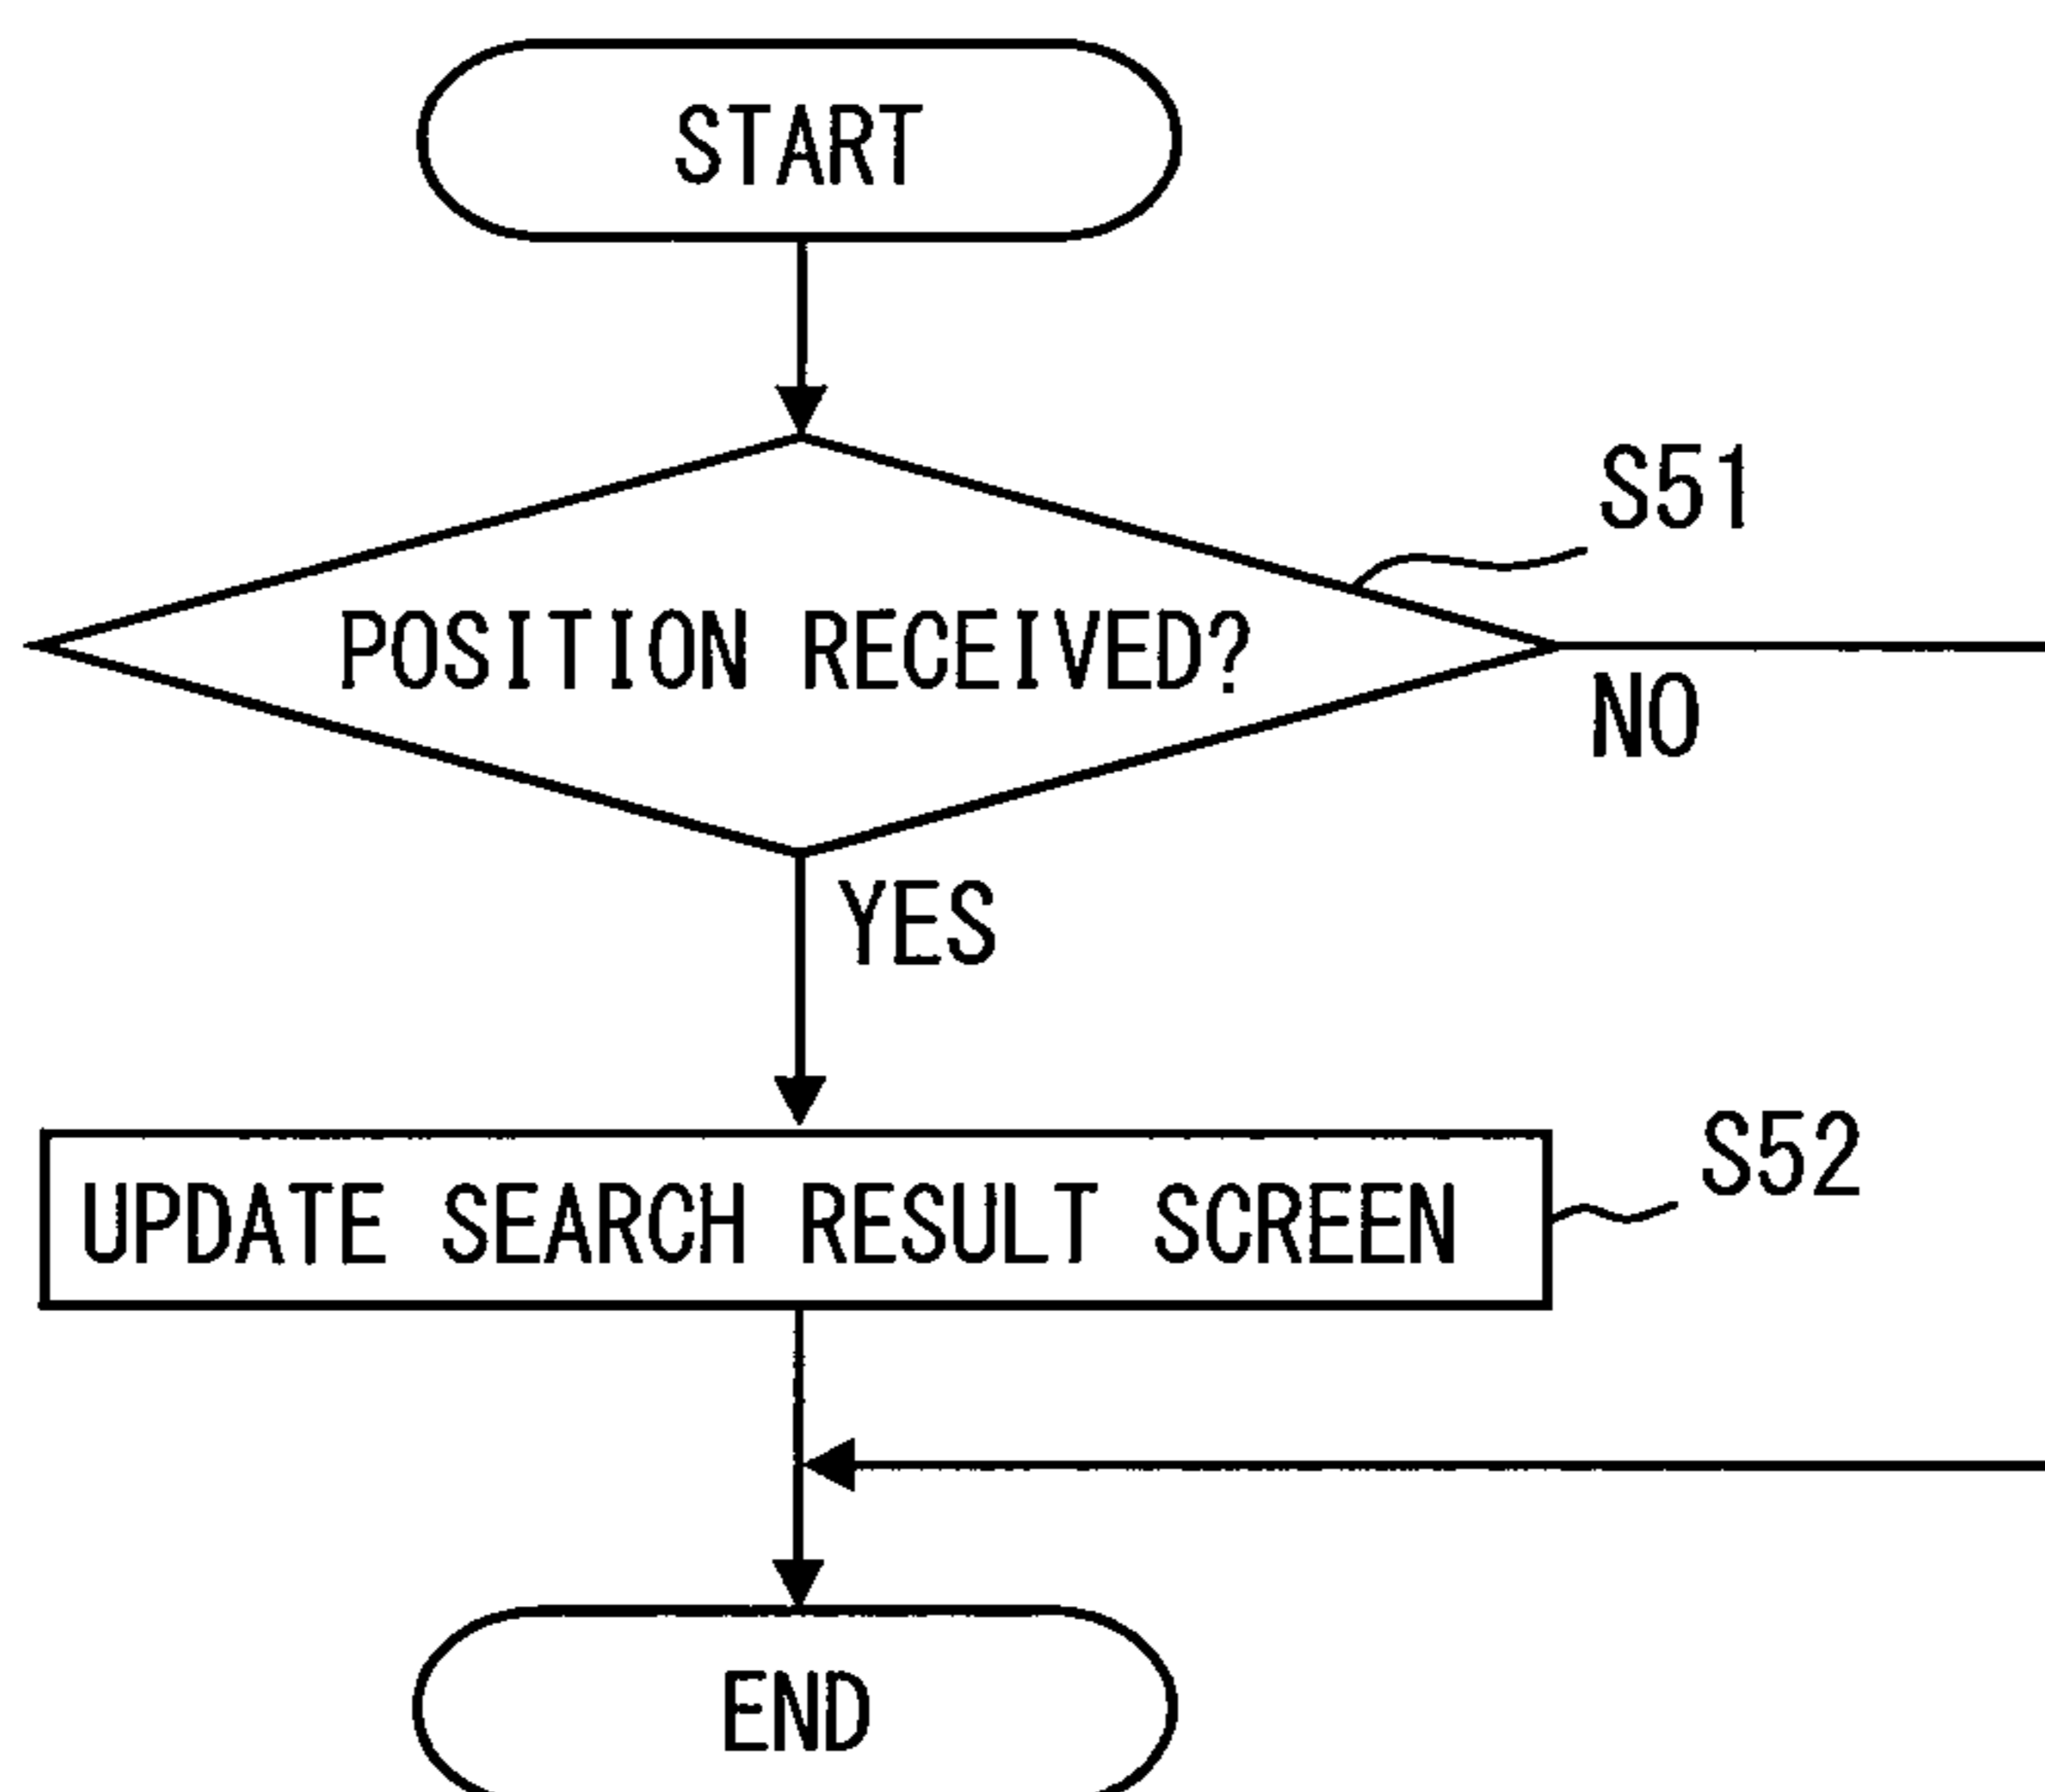 START
S51
POSITION RECEIVED?
NO
YES
S52
UPDATE SEARCH RESULT SCREEN
END